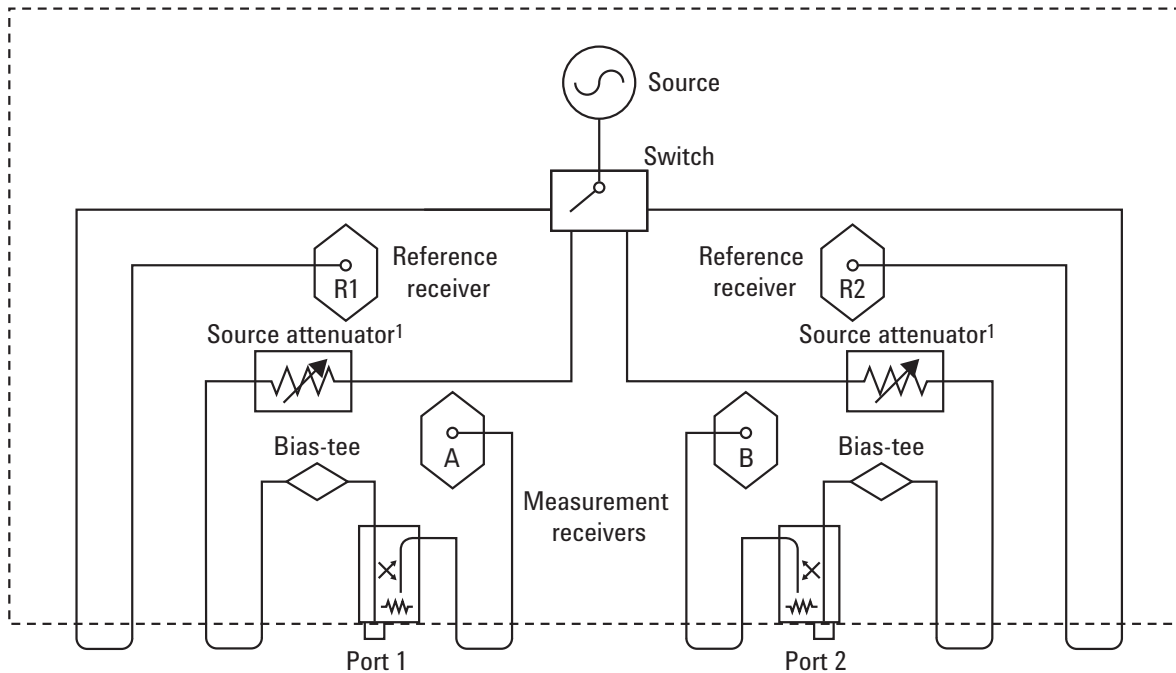 Source
Switch
Reference
receiver
R1
Reference
receiver
R2
Source attenuator¹
Source attenuator¹
A
B
Bias-tee
Bias-tee
Measurement
receivers
Port 1
Port 2